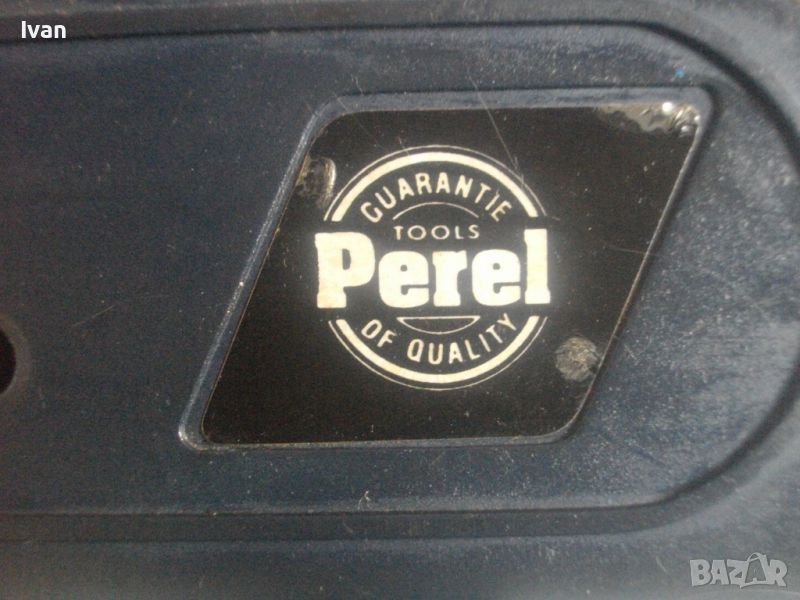 Ivan
GUARANTIE
TOOLS
Perel
OF QUALITY
BAZAR